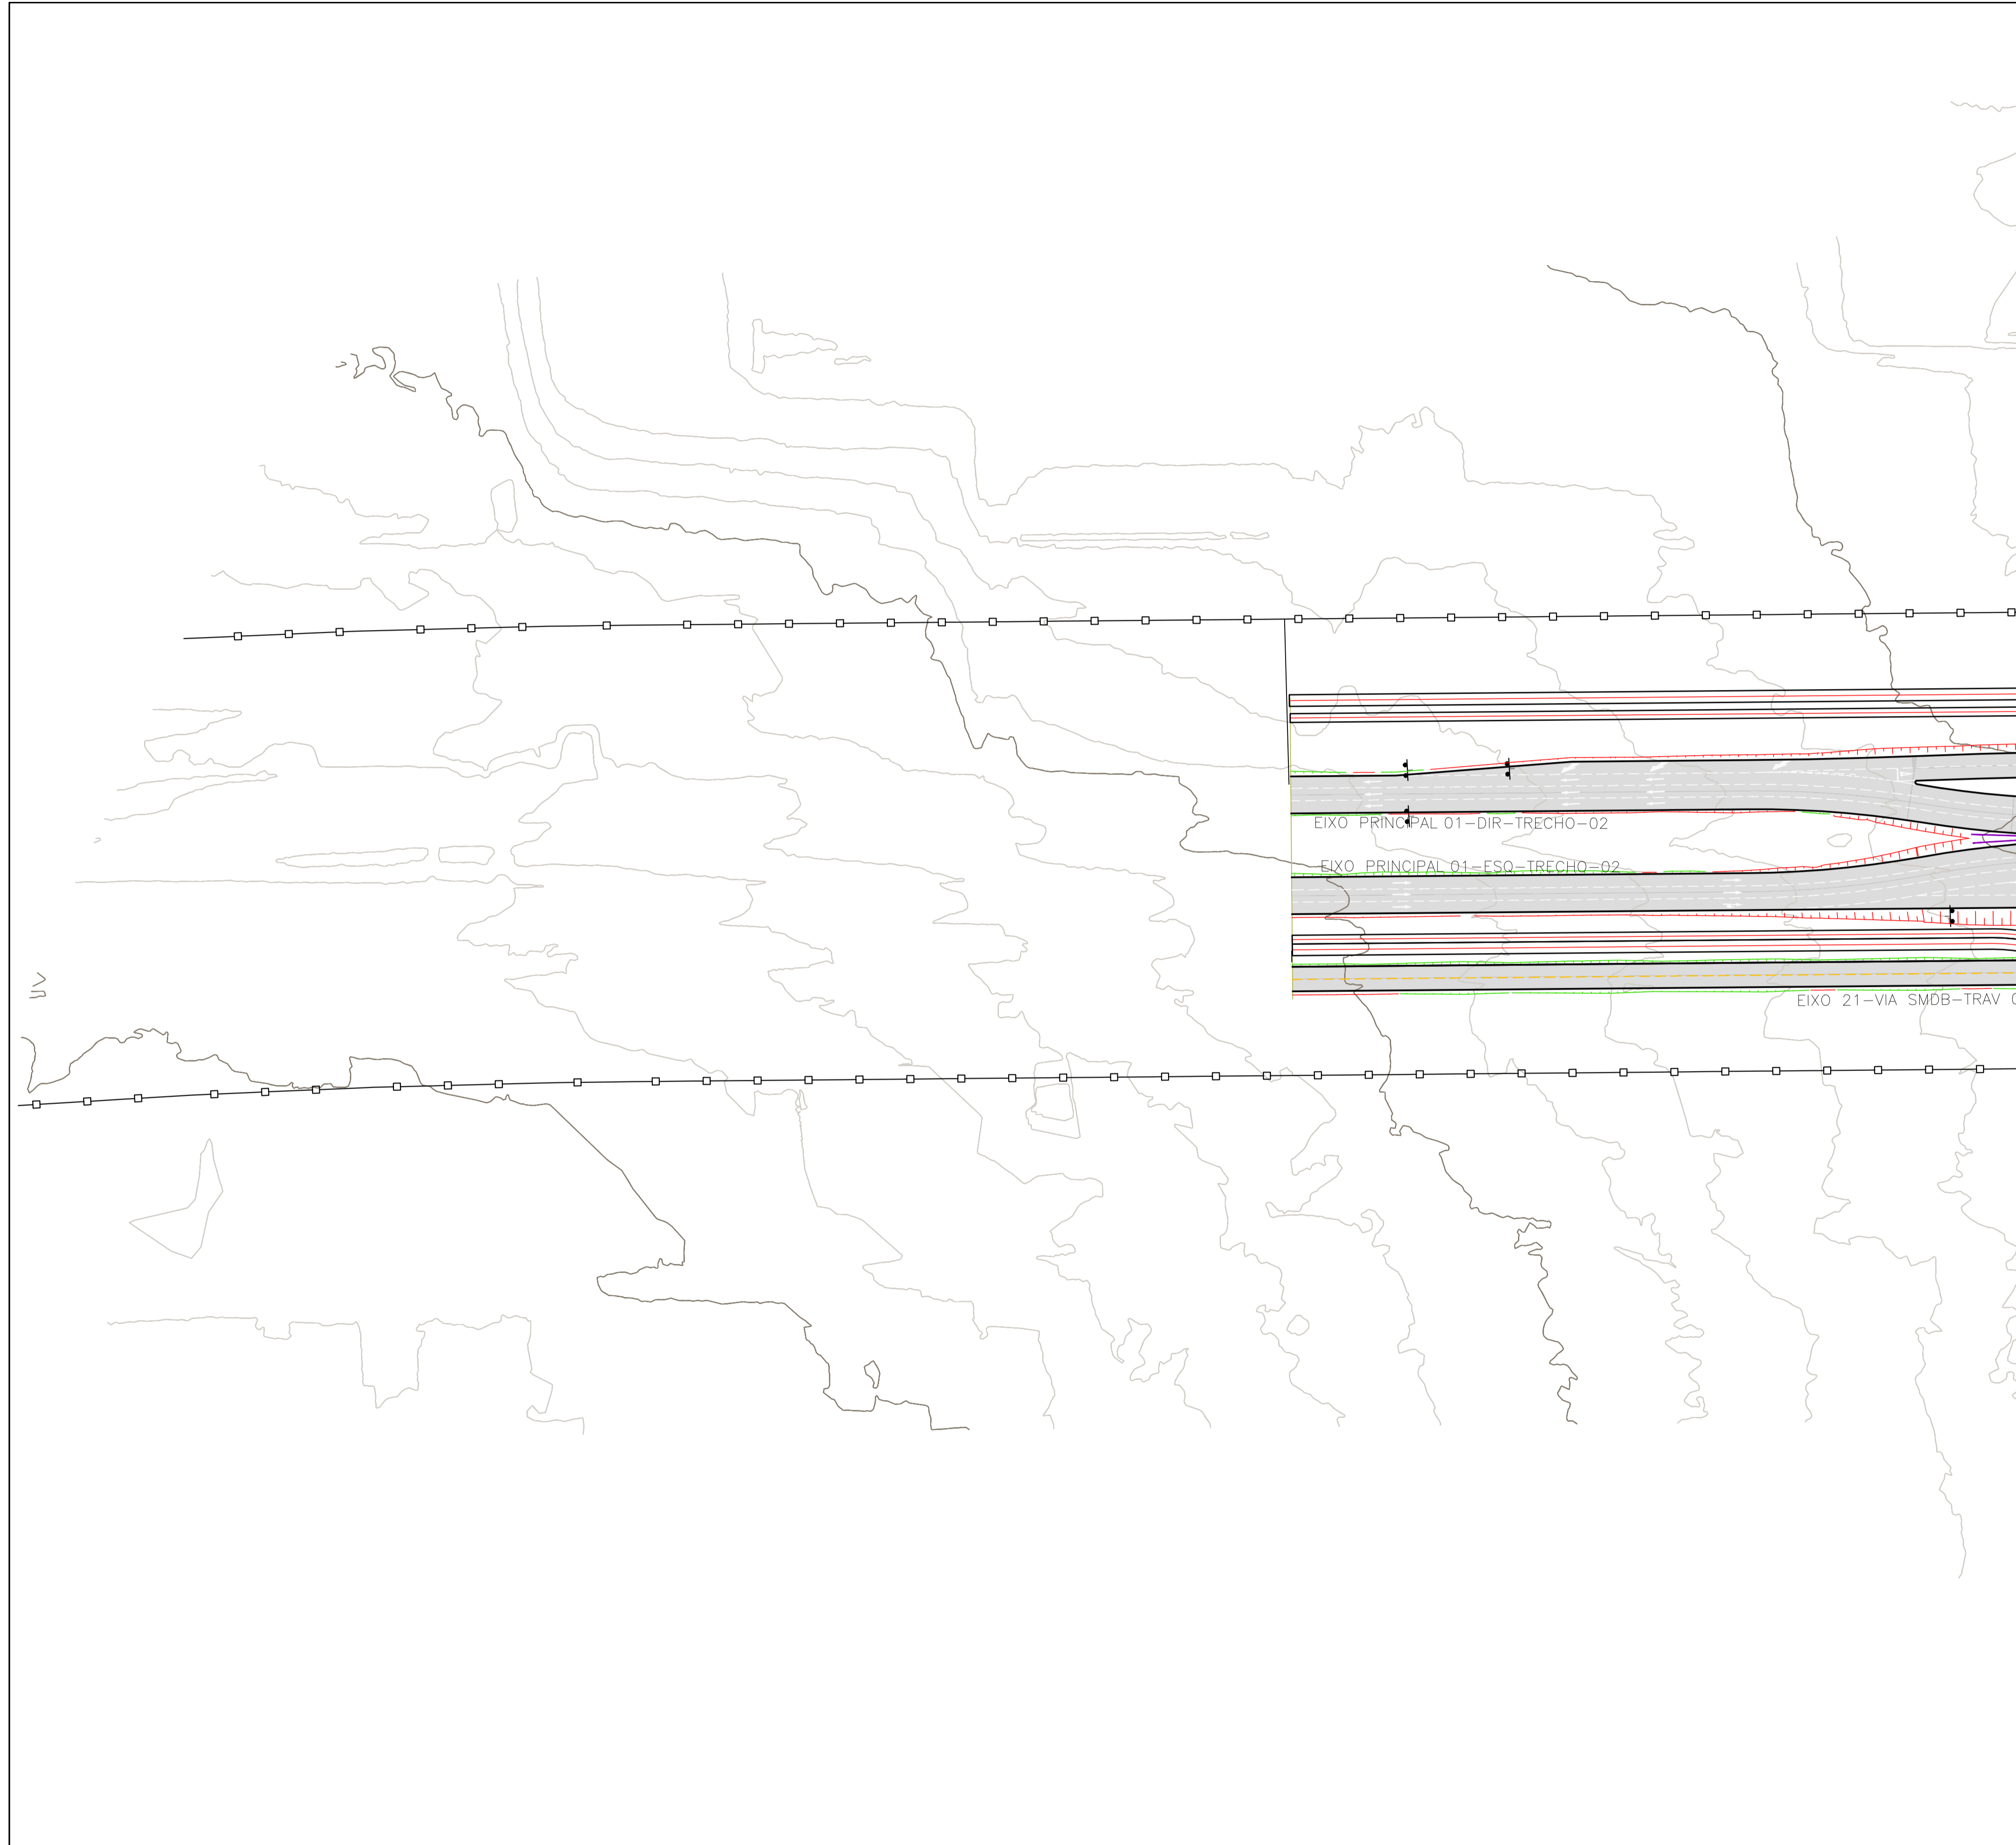 EIXO PRINCIPAL 01-DIR-TRECHO-02
EIXO PRINCIPAL 01-ESQ-TRECHO-02
EIXO 21-VIA SMDB-TRAV